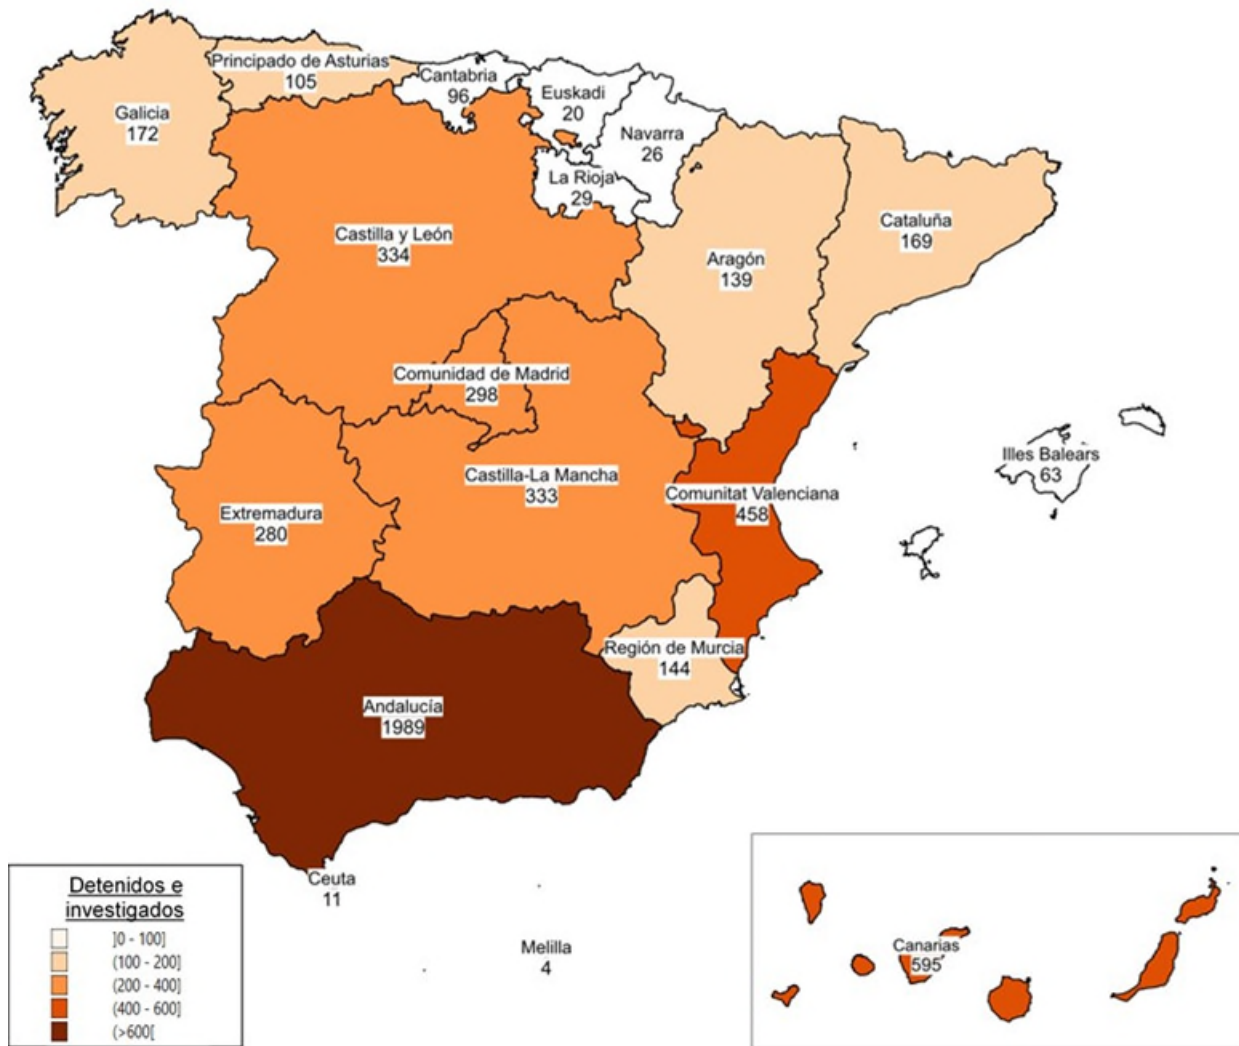 Principado de Asturias
105
Cantabria
96
Euskadi
20
Galicia
172
Navarra
26
La Rioja
29
Cataluña
169
Castilla y León
334
Aragón
139
Comunidad de Madrid
298
Illes Balears
63
Castilla-La Mancha
333
Comunitat Valenciana
458
Extremadura
280
Región de Murcia
144
Andalucía
1989
Ceuta
11
Melilla
4
Canarias
595
Detenidos e
investigados
]0 - 100]
(100 - 200]
(200 - 400]
(400 - 600]
(>600[